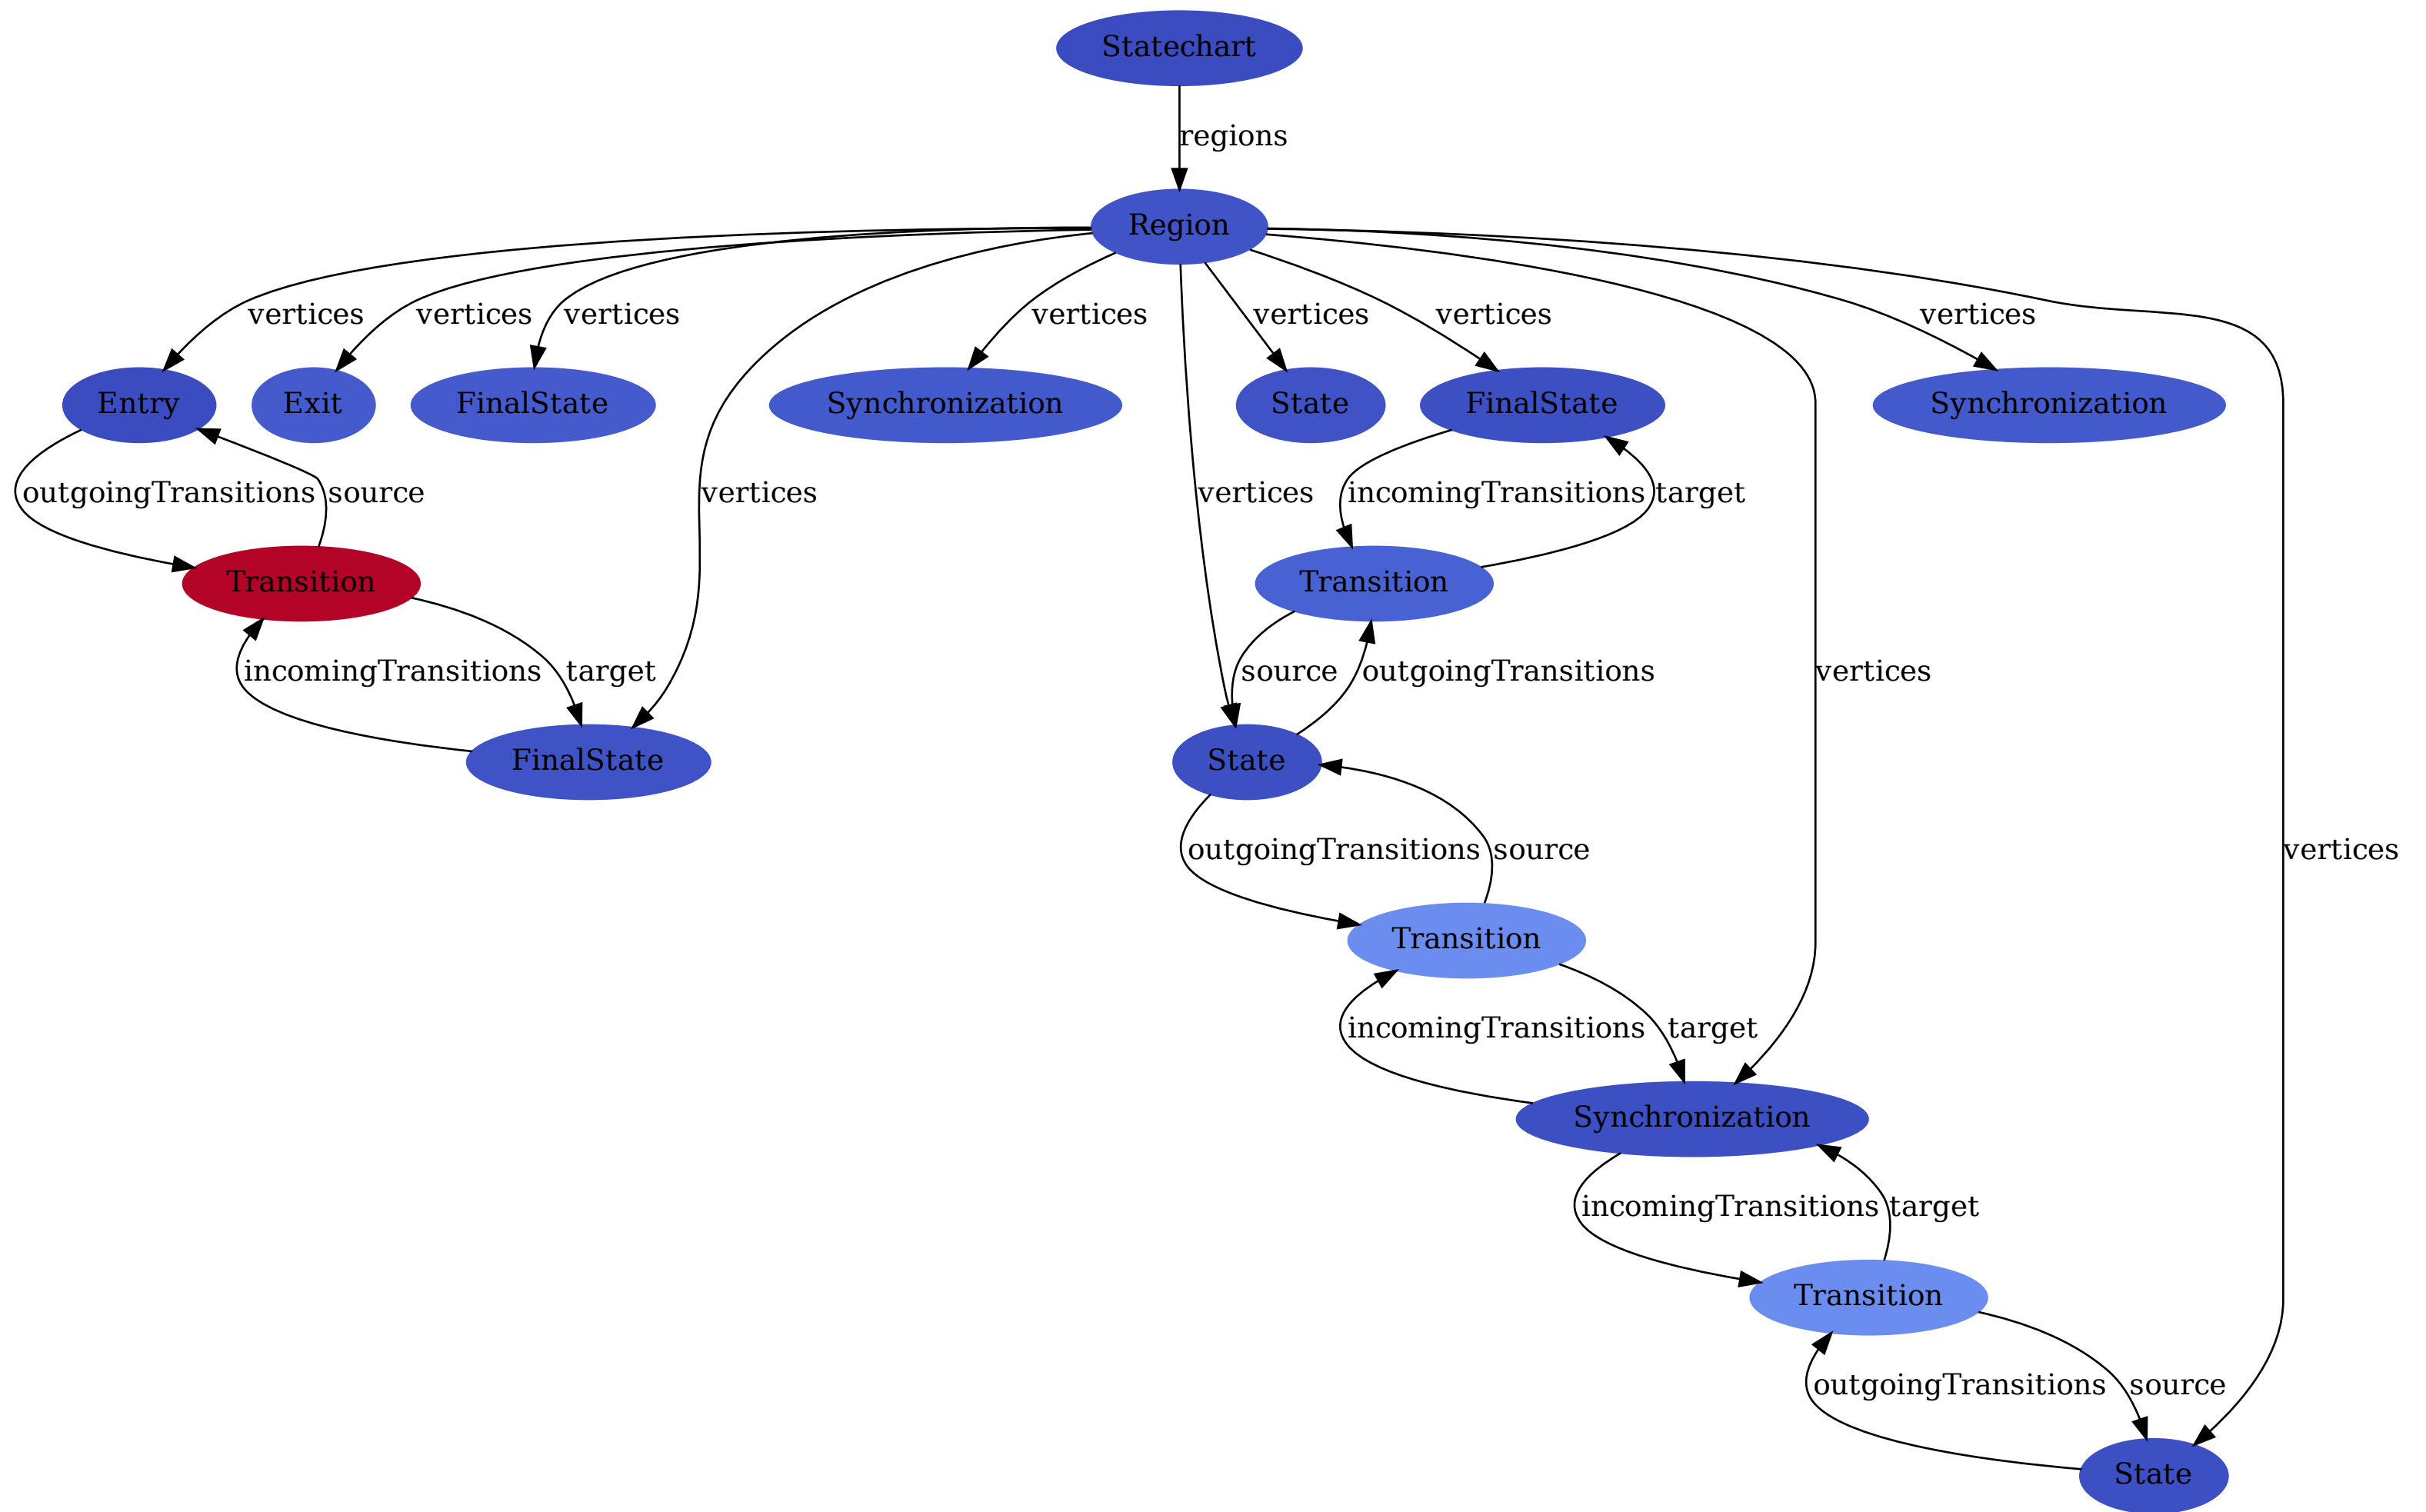 Statechart
regions
Region
vertices vertices vertices vertices vertices vertices vertices
Entry Exit FinalState Synchronization State FinalState Synchronization
outgoingTransitions source vertices vertices incomingTransitions target
Transition Transition
incomingTransitions target source outgoingTransitions vertices
FinalState State
outgoingTransitions source vertices
Transition Transition
incomingTransitions target
Synchronization
incomingTransitions target
Transition
outgoingTransitions source
State